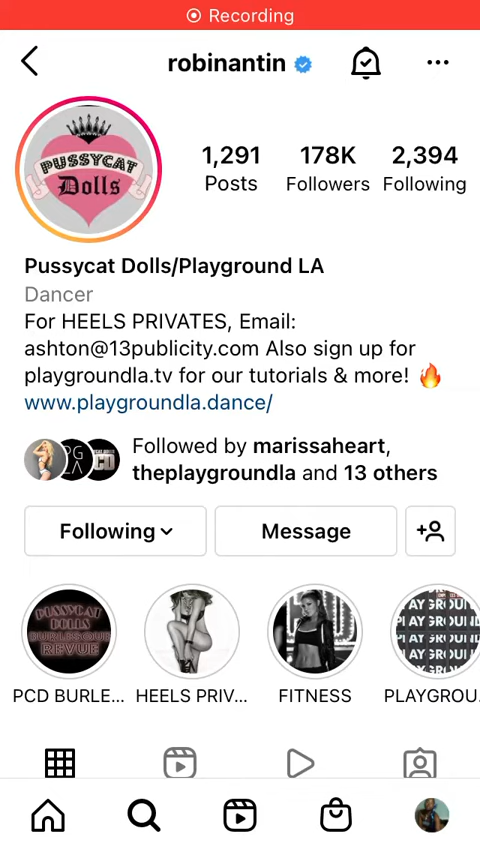 Recording
robinantin
PUSSYCAT
Dolls
1,291
178K
2,394
Posts
Followers
Following
Pussycat Dolls/Playground LA
Dancer
For HEELS PRIVATES, Email:
ashton@13publicity.com Also sign up for
playgroundla.tv for our tutorials & more! 🔥
www.playgroundla.dance/
Followed by marissaheart,
theplaygroundla and 13 others
Following
Message
PUSSYCAT
DOLLS
BURLESQUE
REVUE
PCD BURLE...
HEELS PRIV...
FITNESS
PLAYGROU...